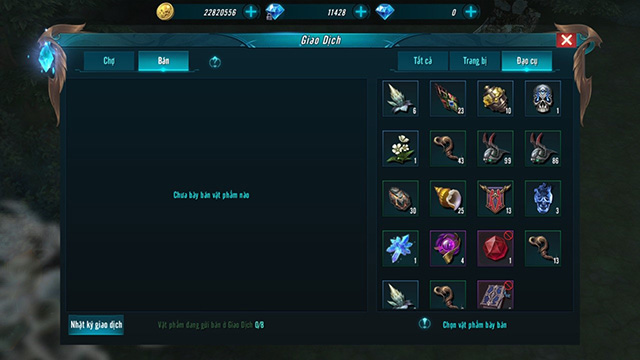 22820556
11428
0
Giao Dịch
Chợ
Bán
Tất cả
Trang bị
Đạo cụ
6
23
10
1
1
43
99
86
30
25
13
3
1
4
1
13
Chưa bày bán vật phẩm nào
Nhật ký giao dịch
Vật phẩm đang gửi bán ở Giao Dịch 0/8
Chọn vật phẩm bày bán